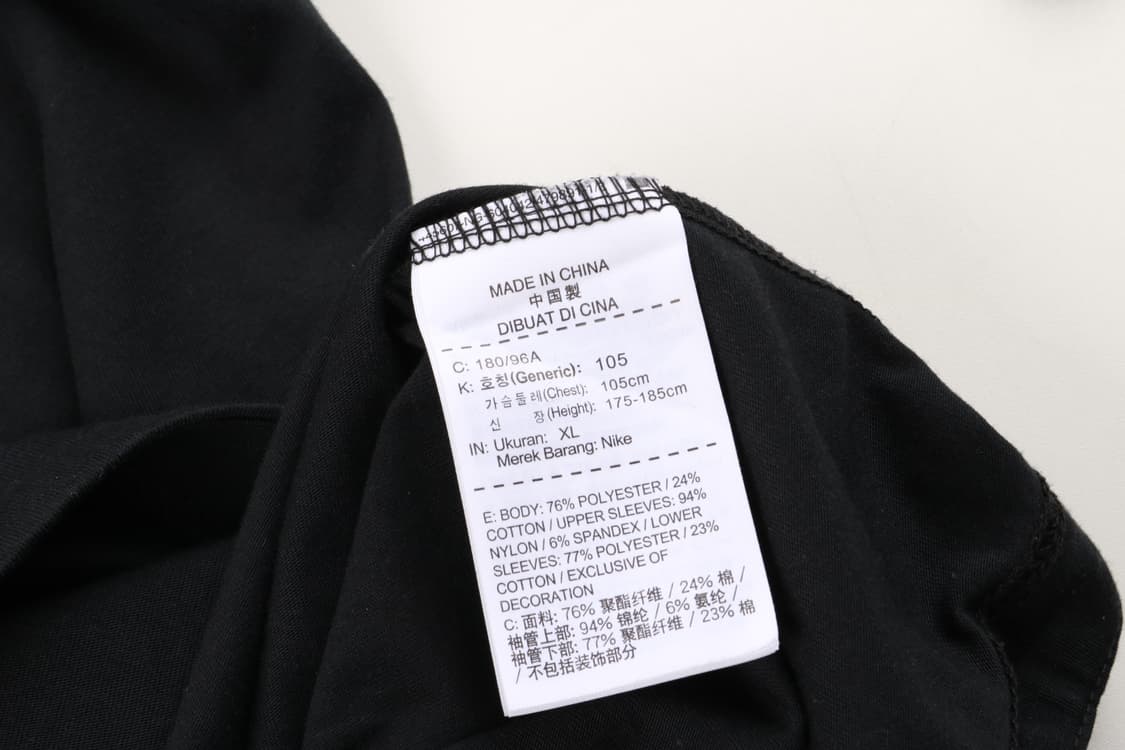 MADE IN CHINA
中国製
DIBUAT DI CINA
C: 180/96A
K: 호칭(Generic): 105
가슴둘레(Chest): 105cm
신 장(Height): 175-185cm
IN: Ukuran: XL
Merek Barang: Nike
E: BODY: 76% POLYESTER / 24%
COTTON / UPPER SLEEVES: 94%
NYLON / 6% SPANDEX / LOWER
SLEEVES: 77% POLYESTER / 23%
COTTON / EXCLUSIVE OF
DECORATION
C: 面料: 76% 聚酯纤维 / 24% 棉 /
袖管上部: 94% 锦纶 / 6% 氨纶 /
袖管下部: 77% 聚酯纤维 / 23% 棉
/ 不包括装饰部分